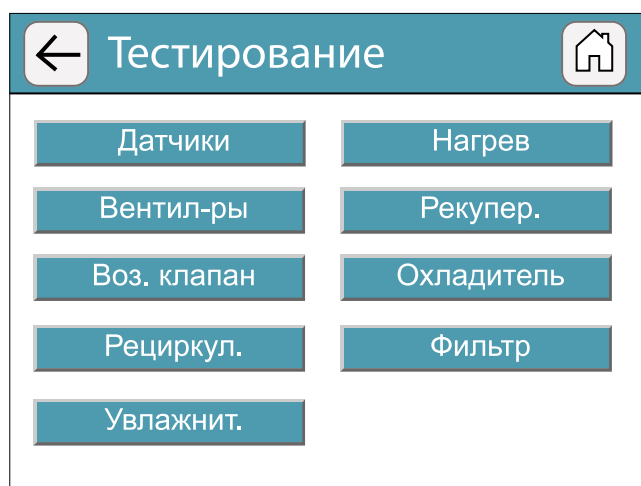 Тестирование
Датчики
Нагрев
Вентил-ры
Рекупер.
Воз. клапан
Охладитель
Рециркул.
Фильтр
Увлажнит.